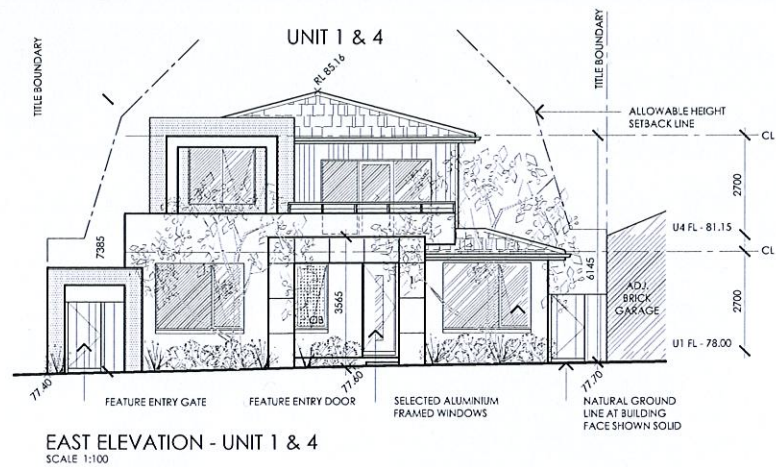 UNIT 1 & 4
TITLE BOUNDARY
TITLE BOUNDARY
RL 85.16
ALLOWABLE HEIGHT
SETBACK LINE
CL
2700
U4 FL - 81.15
7385
CL
6145
ADJ.
BRICK
GARAGE
2700
3565
OB
U1 FL - 78.00
77.40
77.60
77.70
FEATURE ENTRY GATE
FEATURE ENTRY DOOR
SELECTED ALUMINIUM
FRAMED WINDOWS
NATURAL GROUND
LINE AT BUILDING
FACE SHOWN SOLID
EAST ELEVATION - UNIT 1 & 4
SCALE 1:100